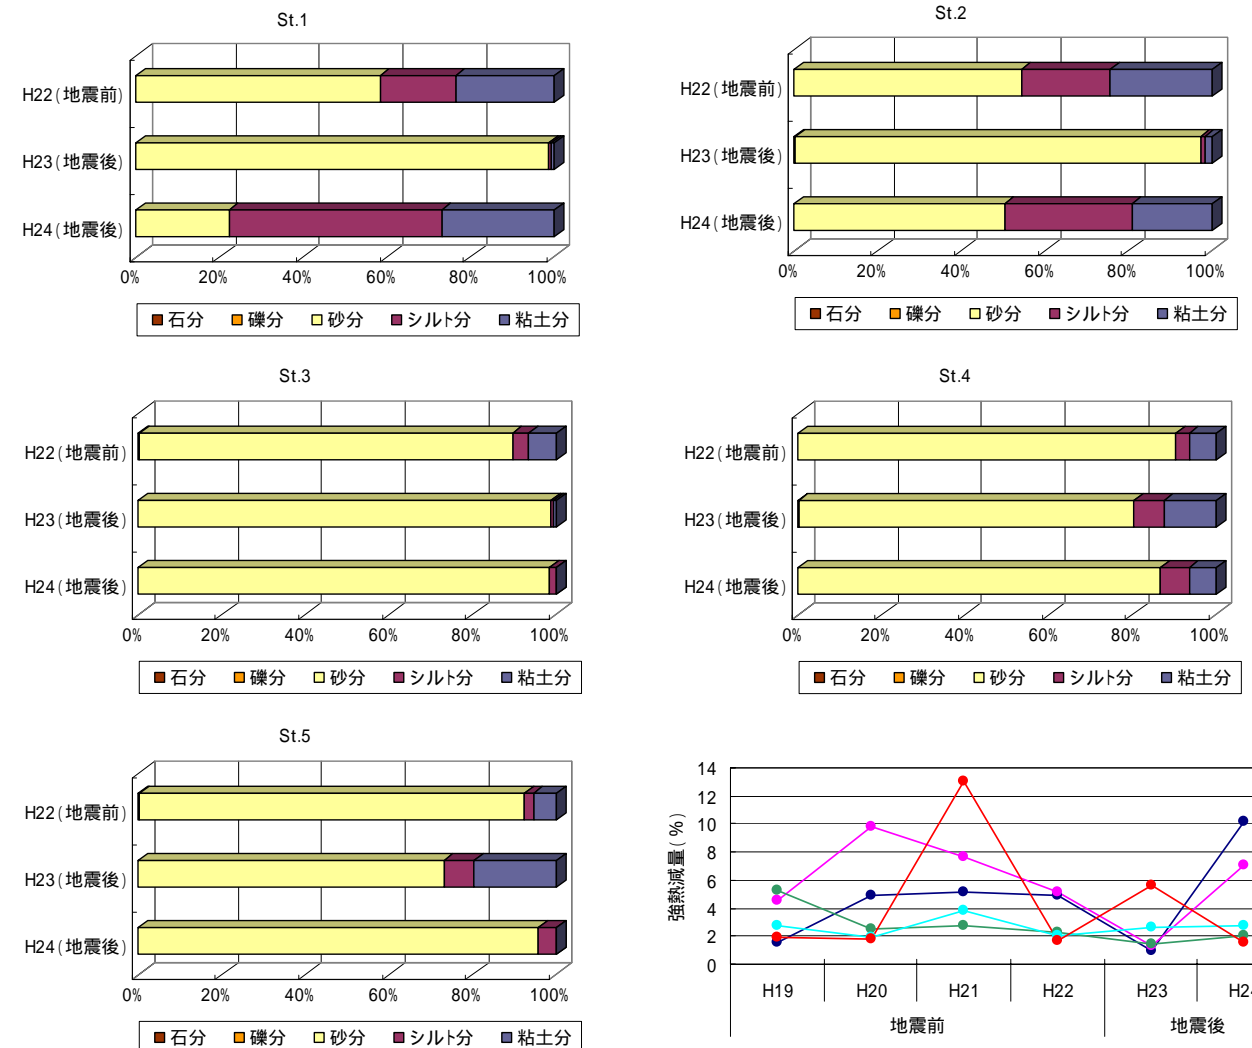 St.1
H22(地震前)
H23(地震後)
H24(地震後)
0% 20% 40% 60% 80% 100%
石分 礫分 砂分 シルト分 粘土分
St.2
H22(地震前)
H23(地震後)
H24(地震後)
0% 20% 40% 60% 80% 100%
石分 礫分 砂分 シルト分 粘土分
St.3
H22(地震前)
H23(地震後)
H24(地震後)
0% 20% 40% 60% 80% 100%
石分 礫分 砂分 シルト分 粘土分
St.4
H22(地震前)
H23(地震後)
H24(地震後)
0% 20% 40% 60% 80% 100%
石分 礫分 砂分 シルト分 粘土分
St.5
H22(地震前)
H23(地震後)
H24(地震後)
0% 20% 40% 60% 80% 100%
石分 礫分 砂分 シルト分 粘土分
強熱減量(%)
14
12
10
8
6
4
2
0
H19 H20 H21 H22 H23 H24
地震前 地震後